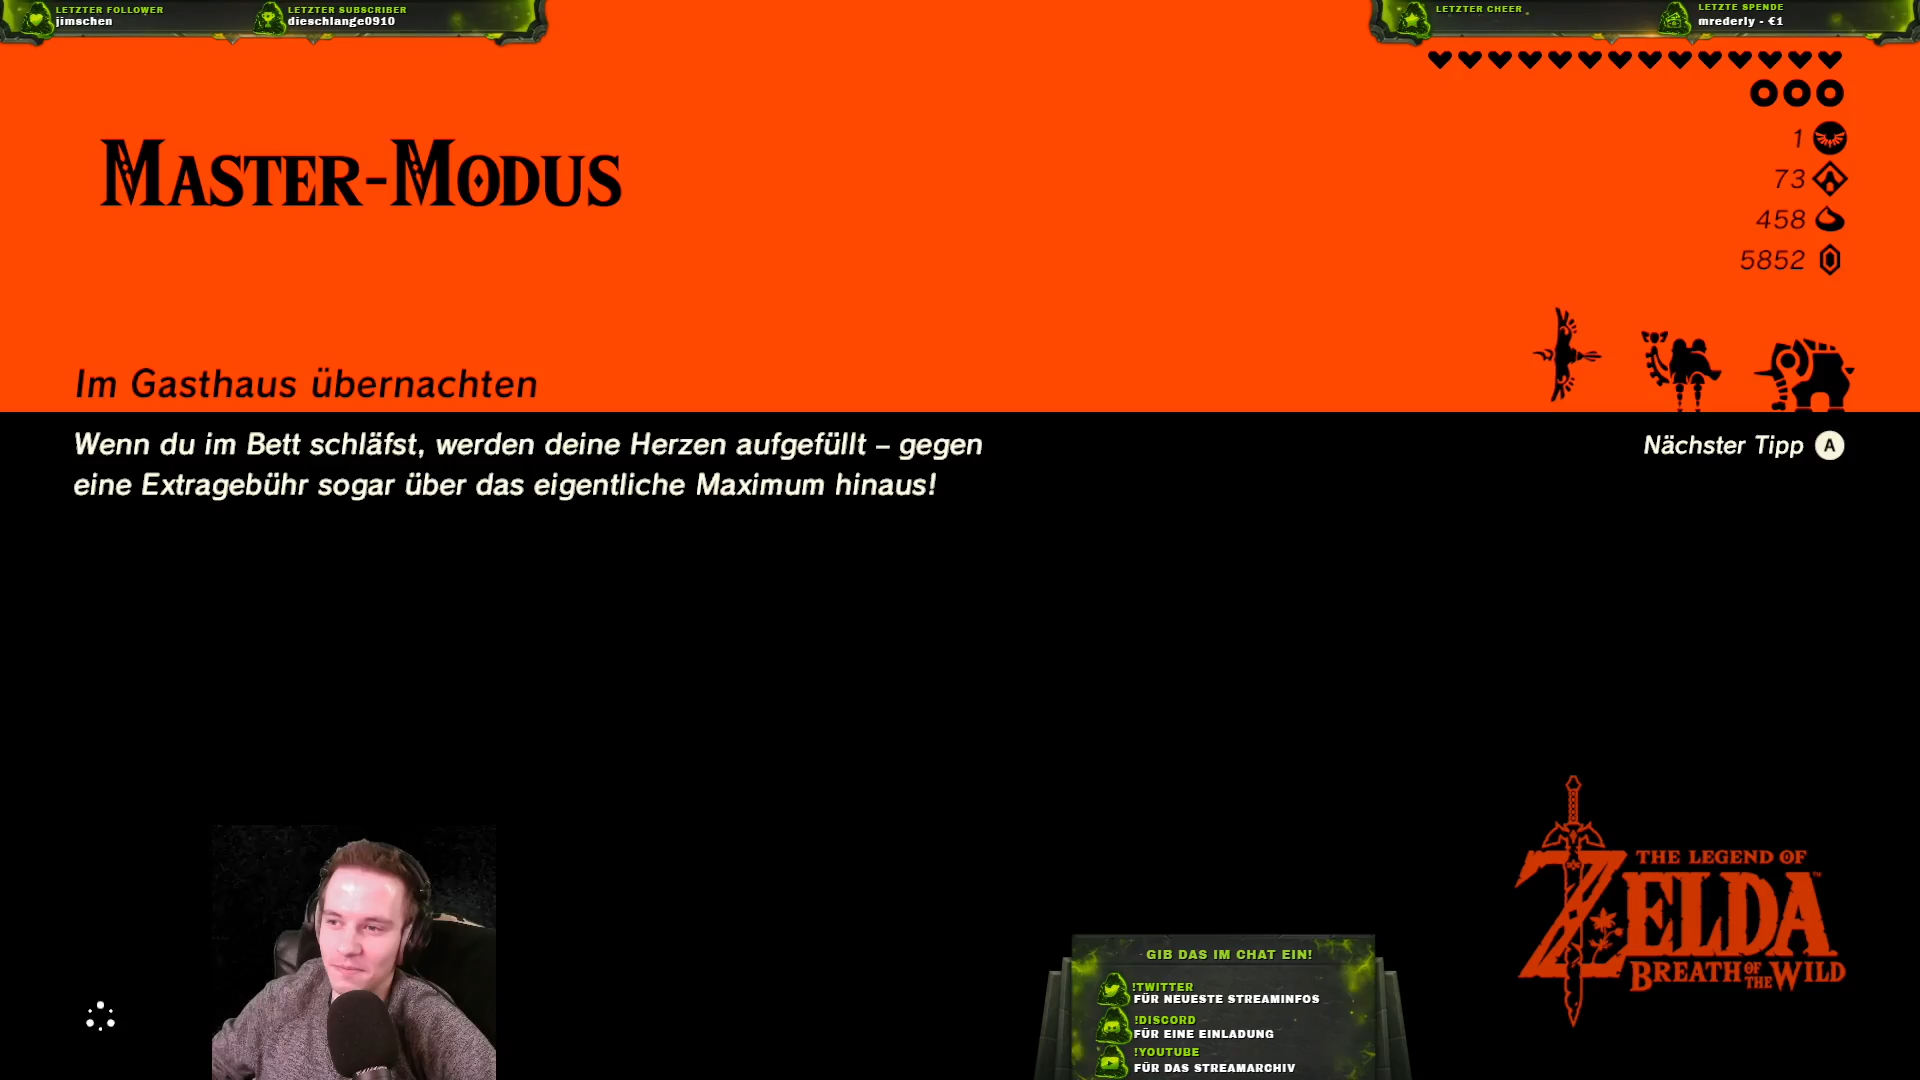 LETZTER FOLLOWER
jimschen
LETZTER SUBSCRIBER
dieschlange0910
LETZTER CHEER
LETZTE SPENDE
mrederly - €1
MASTER-MODUS
1
73
458
5852
Im Gasthaus übernachten
Wenn du im Bett schläfst, werden deine Herzen aufgefüllt – gegen
eine Extragebühr sogar über das eigentliche Maximum hinaus!
Nächster Tipp A
THE LEGEND OF
ZELDA™
BREATH OF THE WILD
GIB DAS IM CHAT EIN!
!TWITTER
FÜR NEUESTE STREAMINFOS
!DISCORD
FÜR EINE EINLADUNG
!YOUTUBE
FÜR DAS STREAMARCHIV